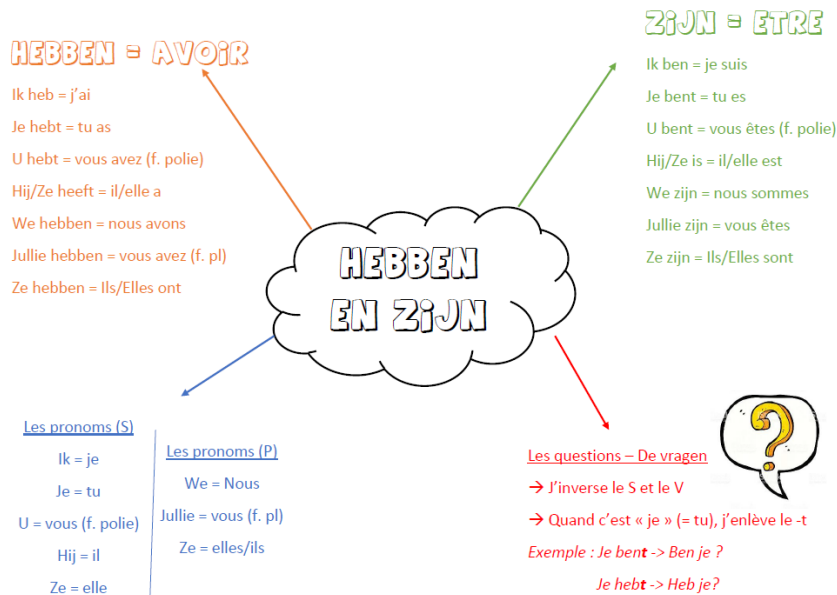 HEBBEN = AVOIR
Ik heb = j'ai
Je hebt = tu as
U hebt = vous avez (f. polie)
Hij/Ze heeft = il/elle a
We hebben = nous avons
Jullie hebben = vous avez (f. pl)
Ze hebben = Ils/Elles ont
ZIJN = ETRE
Ik ben = je suis
Je bent = tu es
U bent = vous êtes (f. polie)
Hij/Ze is = il/elle est
We zijn = nous sommes
Jullie zijn = vous êtes
Ze zijn = Ils/Elles sont
HEBBEN
EN ZIJN
Les pronoms (S)
Ik = je
Je = tu
U = vous (f. polie)
Hij = il
Ze = elle
Les pronoms (P)
We = Nous
Jullie = vous (f. pl)
Ze = elles/ils
Les questions – De vragen
→ J'inverse le S et le V
→ Quand c'est « je » (= tu), j'enlève le -t
Exemple : Je bent -> Ben je ?
Je hebt -> Heb je?
?